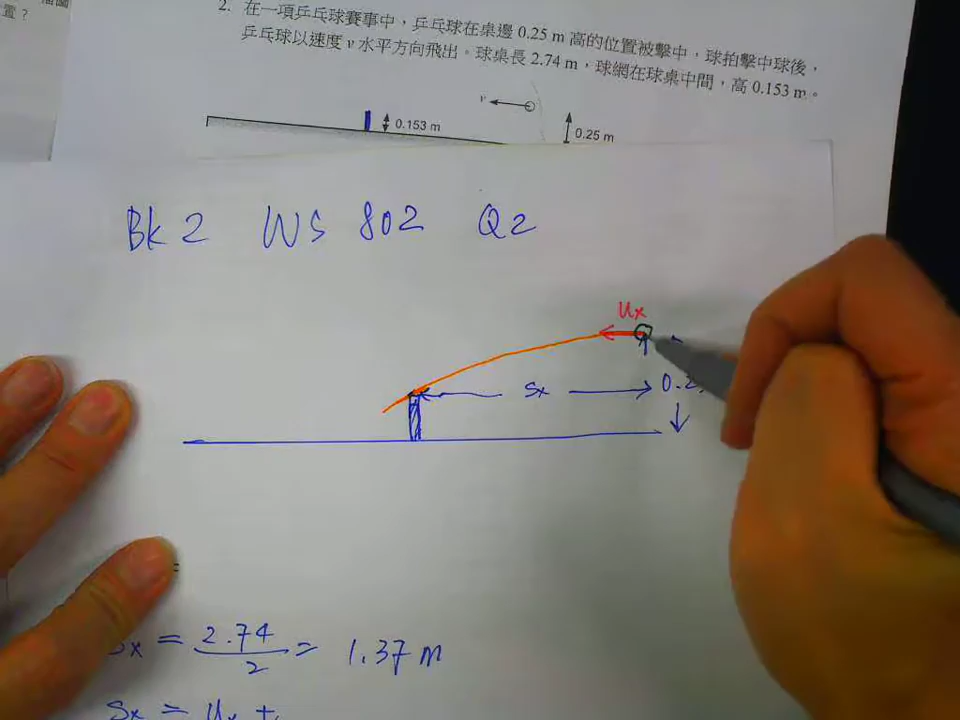 置？
2. 在一項乒乓球賽事中，乒乓球在桌邊 0.25 m 高的位置被擊中，球拍擊中球後，
乒乓球以速度 v 水平方向飛出。球桌長 2.74 m，球網在球桌中間，高 0.153 m。
v
0.153 m
0.25 m
Bk 2 WS 802 Q2
ux
sx
=
= 2.74/2 = 1.37 m
sx = ux t